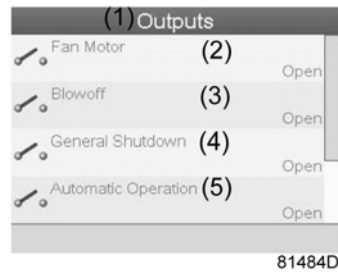 (1) Outputs
Fan Motor (2)
Open
Blowoff (3)
Open
General Shutdown (4)
Open
Automatic Operation (5)
Open
81484D